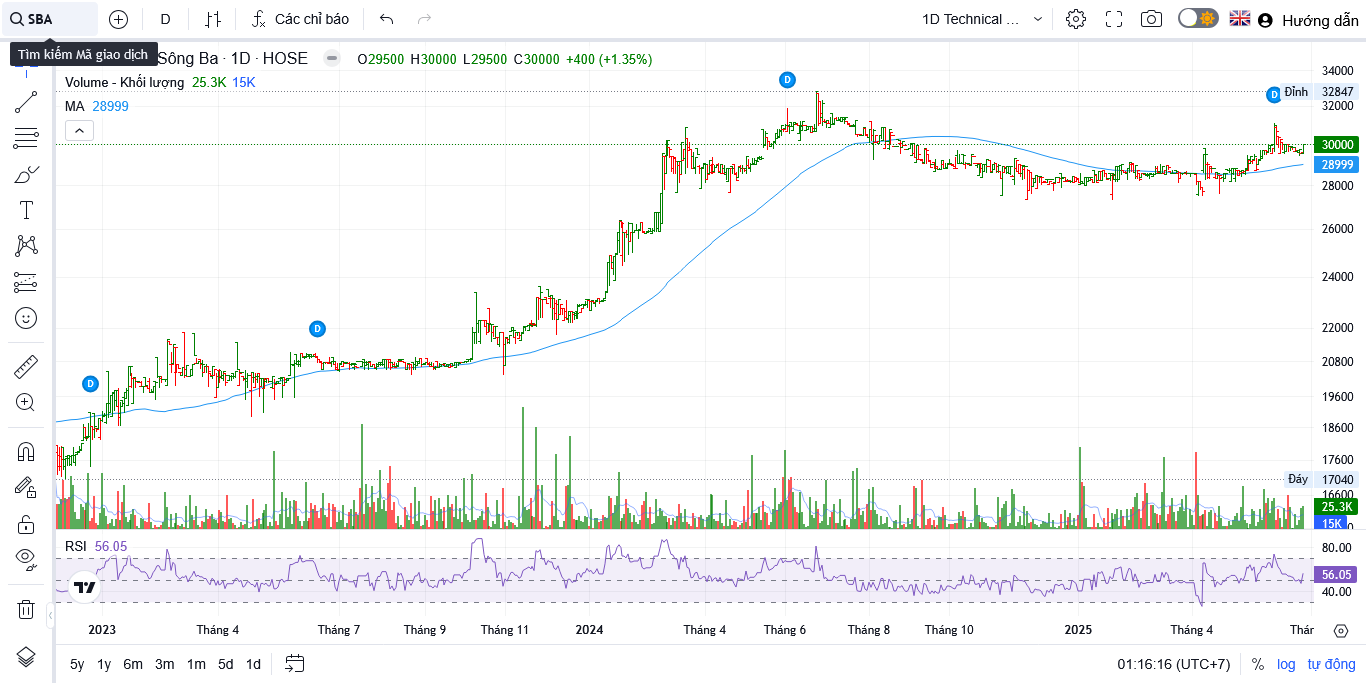 SBA
D
Các chỉ báo
1D Technical ...
Hướng dẫn
Tìm kiếm Mã giao dịch
Sông Ba · 1D · HOSE
O29500 H30000 L29500 C30000 +400 (+1.35%)
Volume - Khối lượng 25.3K 15K
MA 28999
D
D
D
D
34000
Đỉnh 32847
32000
30000
28999
28000
26000
24000
22000
20800
19600
18600
17600
Đáy 17040
16600
25.3K
15K
0
RSI 56.05
80.00
56.05
40.00
2023 Tháng 4 Tháng 7 Tháng 9 Tháng 11 2024 Tháng 4 Tháng 6 Tháng 8 Tháng 10 2025 Tháng 4 Thár
5y 1y 6m 3m 1m 5d 1d
01:16:16 (UTC+7) % log tự động